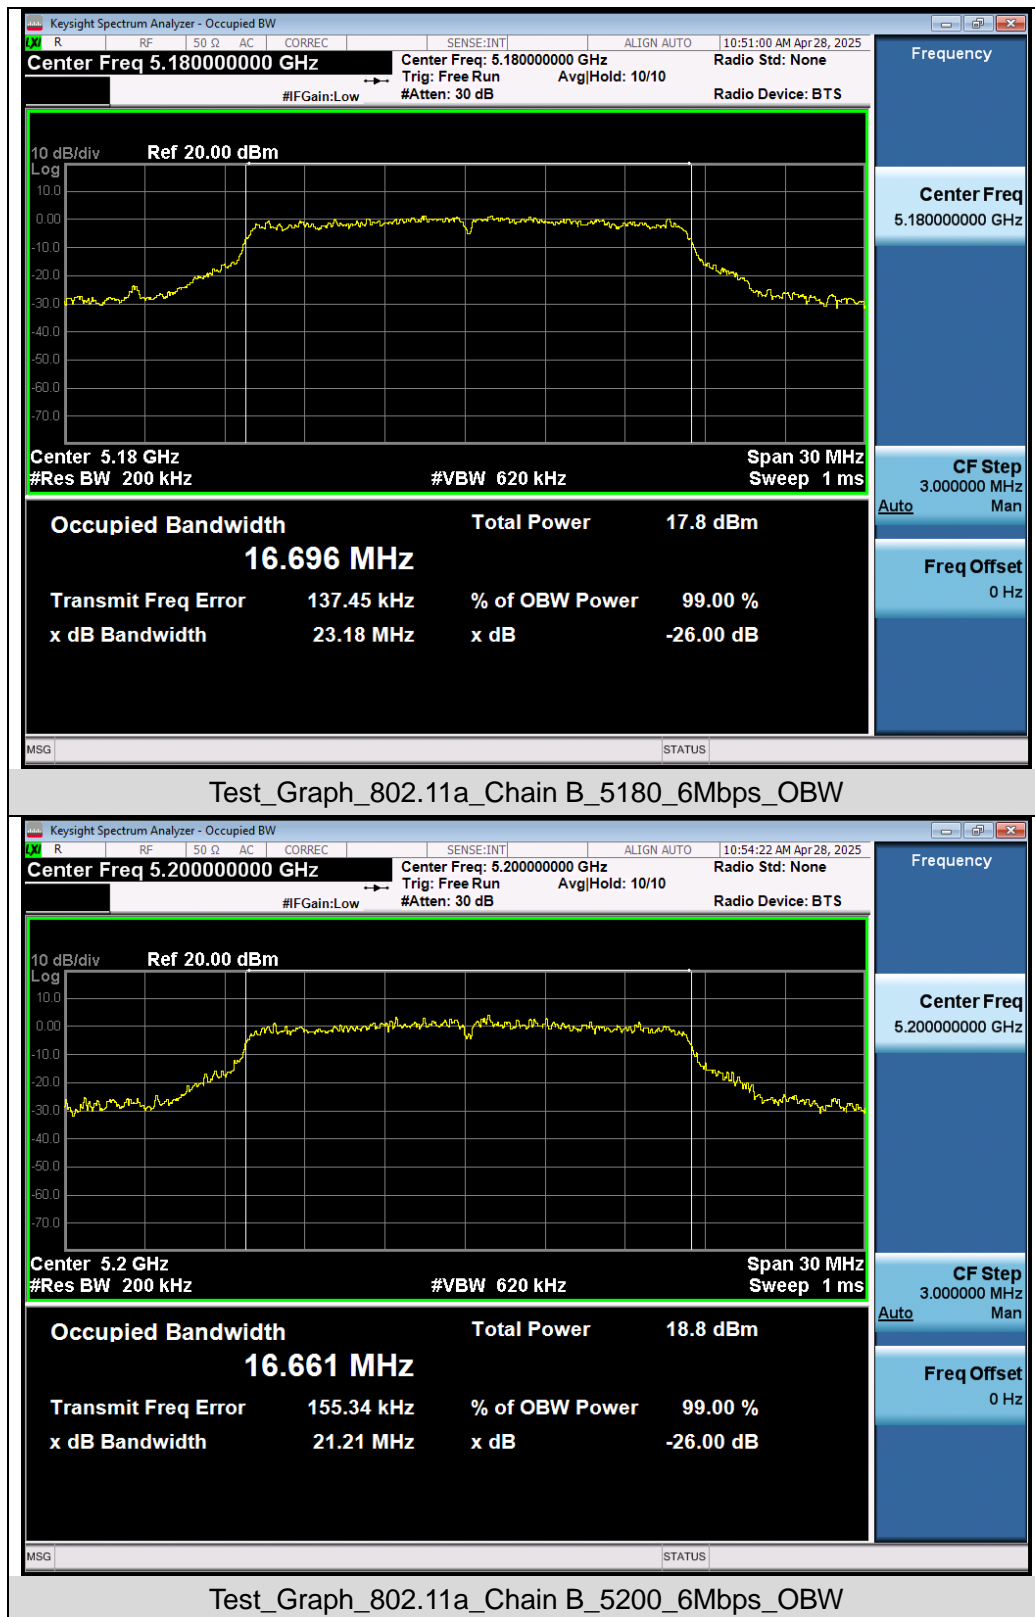 Keysight Spectrum Analyzer - Occupied BW
LXI R RF 50 Ω AC CORREC SENSE:INT ALIGN AUTO 10:51:00 AM Apr 28, 2025
Center Freq 5.180000000 GHz
Center Freq: 5.180000000 GHz Radio Std: None
Trig: Free Run Avg|Hold: 10/10
#IFGain:Low #Atten: 30 dB Radio Device: BTS
10 dB/div Ref 20.00 dBm
Log
10.0
0.00
-10.0
-20.0
-30.0
-40.0
-50.0
-60.0
-70.0
Center 5.18 GHz Span 30 MHz
#Res BW 200 kHz #VBW 620 kHz Sweep 1 ms
Occupied Bandwidth Total Power 17.8 dBm
16.696 MHz
Transmit Freq Error 137.45 kHz % of OBW Power 99.00 %
x dB Bandwidth 23.18 MHz x dB -26.00 dB
MSG STATUS
Frequency
Center Freq
5.180000000 GHz
CF Step
3.000000 MHz
Auto Man
Freq Offset
0 Hz
Test_Graph_802.11a_Chain B_5180_6Mbps_OBW
Keysight Spectrum Analyzer - Occupied BW
LXI R RF 50 Ω AC CORREC SENSE:INT ALIGN AUTO 10:54:22 AM Apr 28, 2025
Center Freq 5.200000000 GHz
Center Freq: 5.200000000 GHz Radio Std: None
Trig: Free Run Avg|Hold: 10/10
#IFGain:Low #Atten: 30 dB Radio Device: BTS
10 dB/div Ref 20.00 dBm
Log
10.0
0.00
-10.0
-20.0
-30.0
-40.0
-50.0
-60.0
-70.0
Center 5.2 GHz Span 30 MHz
#Res BW 200 kHz #VBW 620 kHz Sweep 1 ms
Occupied Bandwidth Total Power 18.8 dBm
16.661 MHz
Transmit Freq Error 155.34 kHz % of OBW Power 99.00 %
x dB Bandwidth 21.21 MHz x dB -26.00 dB
MSG STATUS
Frequency
Center Freq
5.200000000 GHz
CF Step
3.000000 MHz
Auto Man
Freq Offset
0 Hz
Test_Graph_802.11a_Chain B_5200_6Mbps_OBW